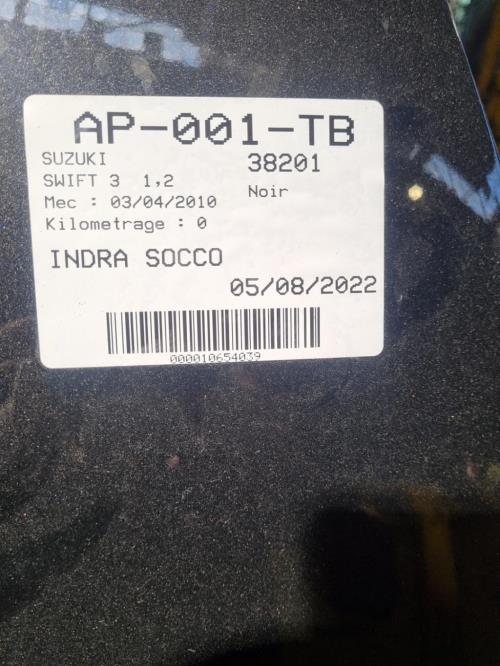 AP-001-TB
SUZUKI 38201
SWIFT 3 1,2 Noir
Mec : 03/04/2010
Kilometrage : 0
INDRA SOCCO
05/08/2022
000010654039